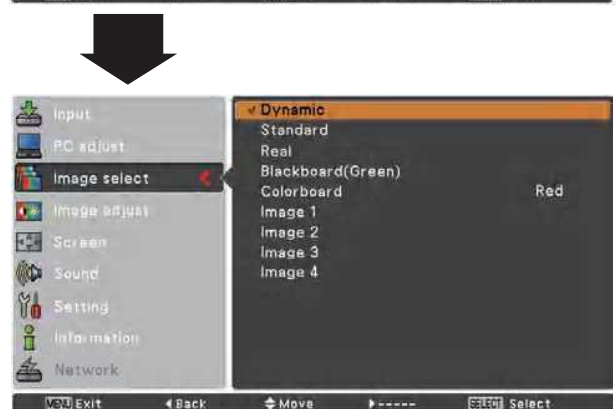 Input
PC adjust
Image select
Image adjust
Screen
Sound
Setting
Information
Network
✓ Dynamic
Standard
Real
Blackboard(Green)
Colorboard Red
Image 1
Image 2
Image 3
Image 4
MENU Exit ◀Back ◆Move ▶----- SELECT Select